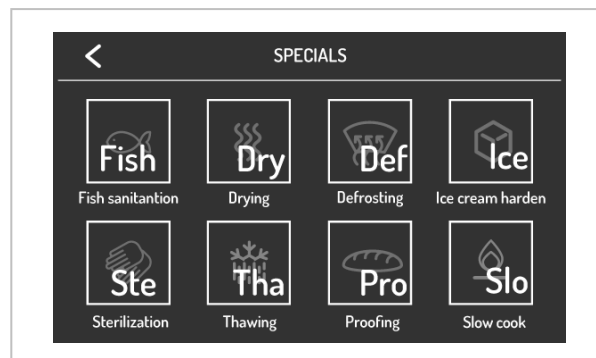 SPECIALS
Fish Dry Def Ice
Fish sanitantion Drying Defrosting Ice cream harden
Ste Tha Pro Slo
Sterilization Thawing Proofing Slow cook